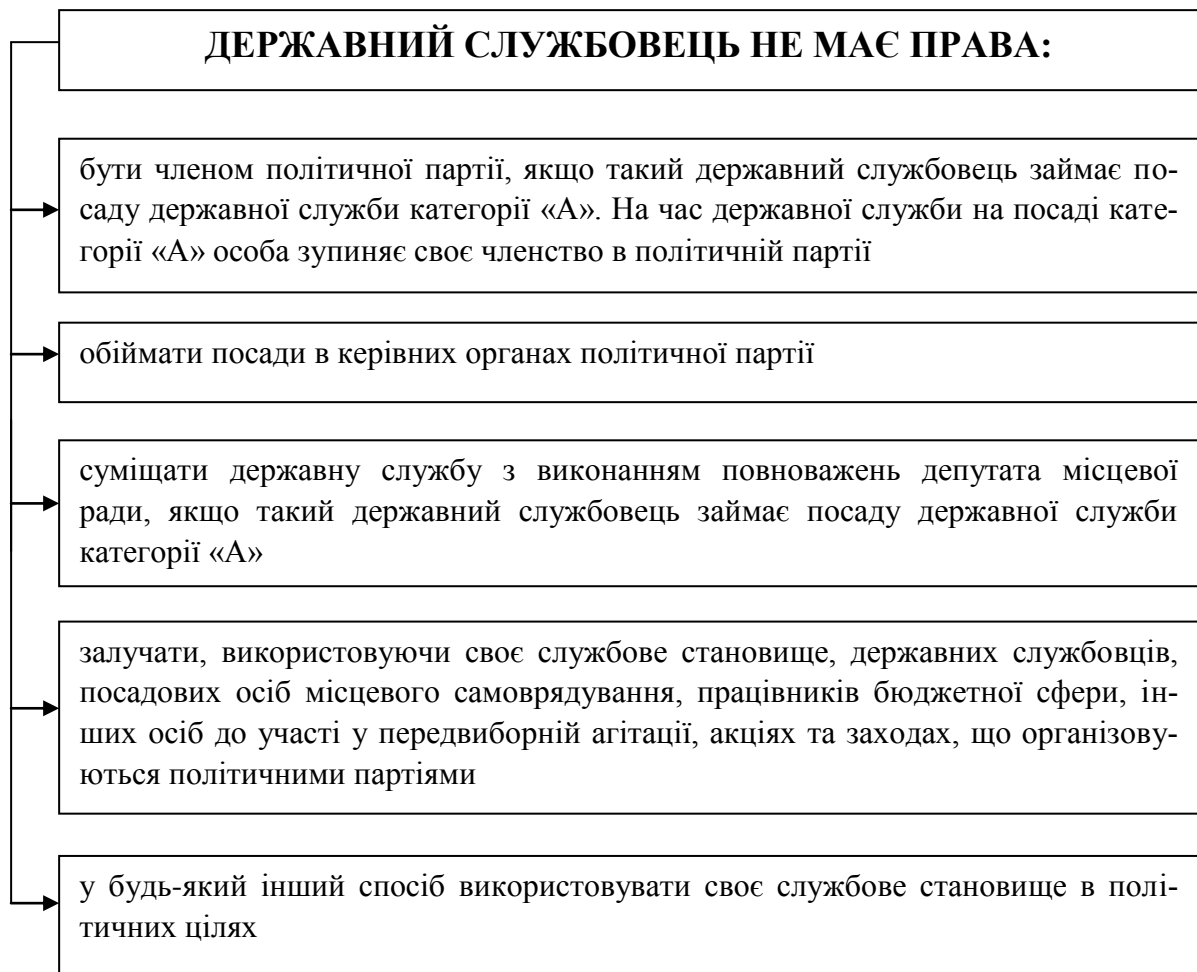 ДЕРЖАВНИЙ СЛУЖБОВЕЦЬ НЕ МАЄ ПРАВА:
бути членом політичної партії, якщо такий державний службовець займає по-
саду державної служби категорії «А». На час державної служби на посаді кате-
горії «А» особа зупиняє своє членство в політичній партії
обіймати посади в керівних органах політичної партії
суміщати державну службу з виконанням повноважень депутата місцевої
ради, якщо такий державний службовець займає посаду державної служби
категорії «А»
залучати, використовуючи своє службове становище, державних службовців,
посадових осіб місцевого самоврядування, працівників бюджетної сфери, ін-
ших осіб до участі у передвиборній агітації, акціях та заходах, що організову-
ються політичними партіями
у будь-який інший спосіб використовувати своє службове становище в полі-
тичних цілях